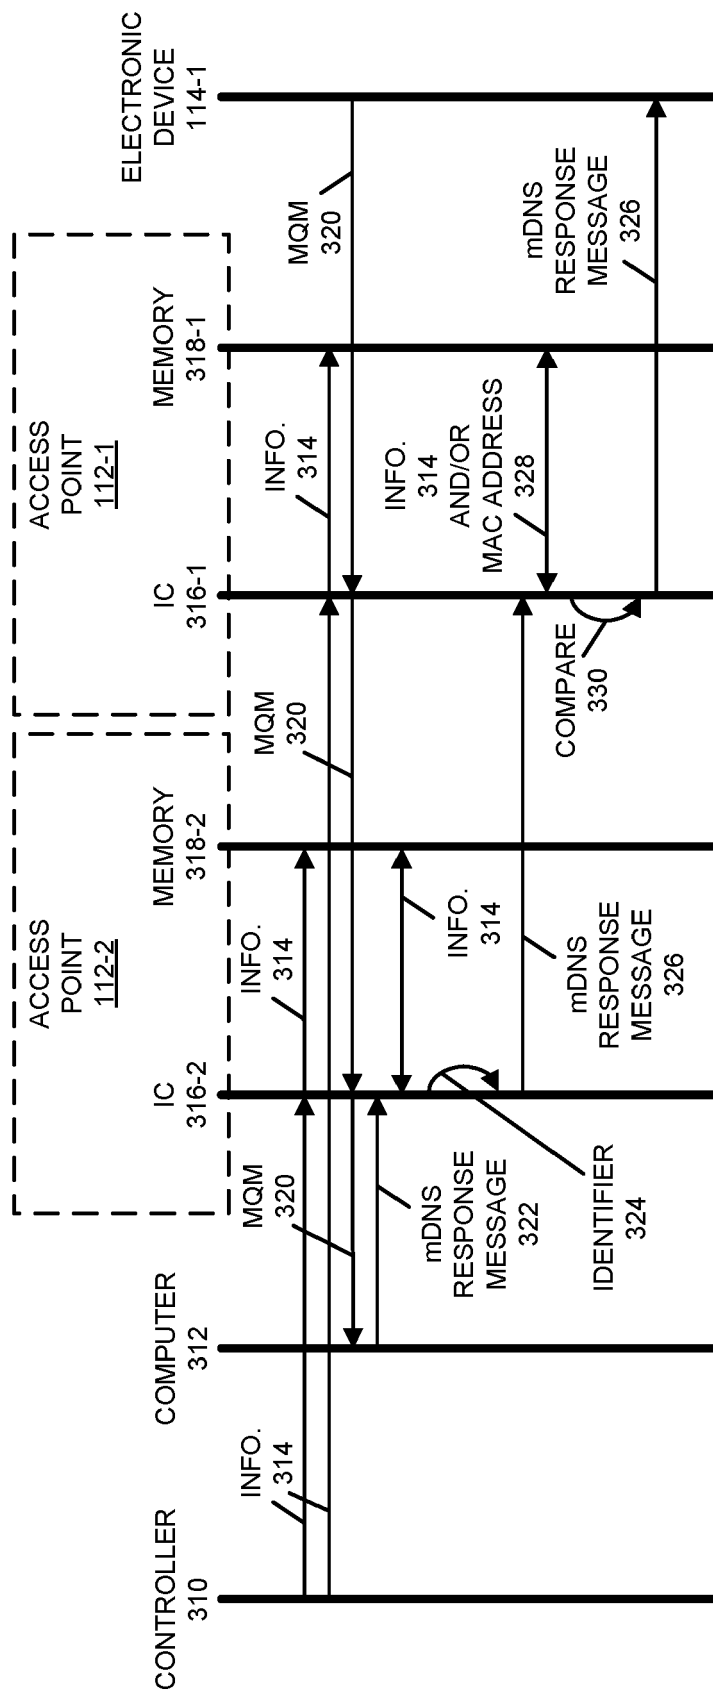 CONTROLLER
310
COMPUTER
312
ACCESS
POINT
112-2
IC
316-2
MEMORY
318-2
ACCESS
POINT
112-1
IC
316-1
MEMORY
318-1
ELECTRONIC
DEVICE
114-1
INFO.
314
INFO.
314
INFO.
314
MQM
320
MQM
320
MQM
320
mDNS
RESPONSE
MESSAGE
322
INFO.
314
IDENTIFIER
324
mDNS
RESPONSE
MESSAGE
326
INFO.
314
AND/OR
MAC ADDRESS
328
COMPARE
330
mDNS
RESPONSE
MESSAGE
326